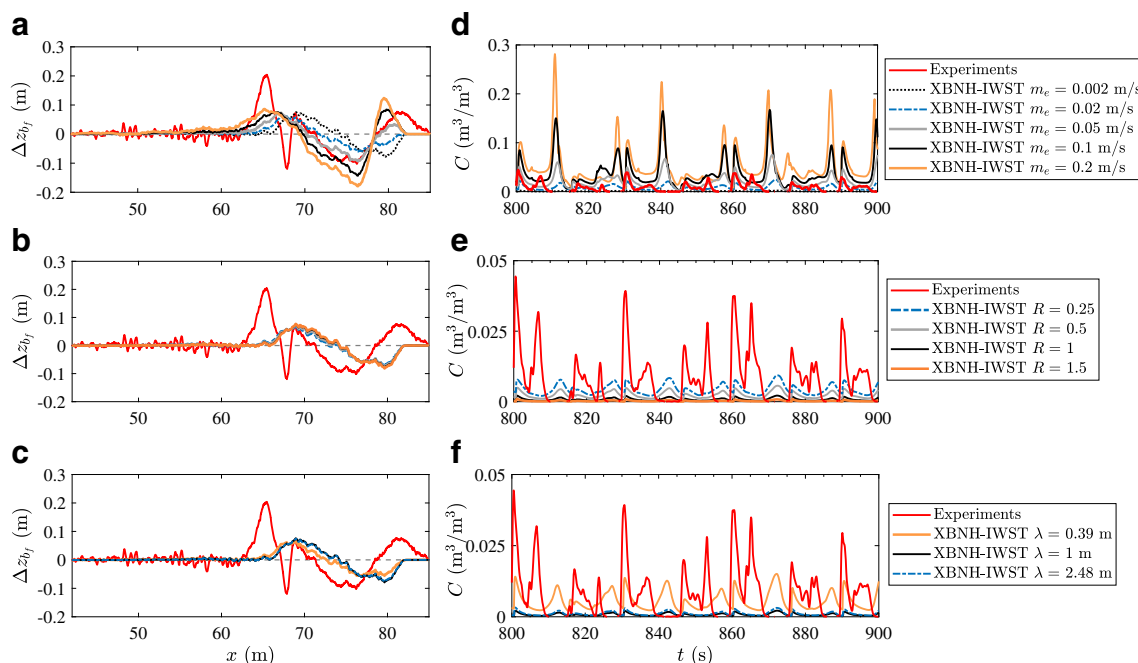 a
0.3
0.2
0.1
0
-0.1
0.2
50
60
70
80
Δz_{b_f} (m)
d
0.3
0.2
0.1
0
800
820
840
860
880
900
C (m³/m³)
Experiments
XBNH-IWST m_e = 0.002 m/s
XBNH-IWST m_e = 0.02 m/s
XBNH-IWST m_e = 0.05 m/s
XBNH-IWST m_e = 0.1 m/s
XBNH-IWST m_e = 0.2 m/s
b
0.3
0.2
0.1
0
-0.1
-0.2
50
60
70
80
Δz_{b_f} (m)
e
0.05
0.025
0
800
820
840
860
880
900
C (m³/m³)
Experiments
XBNH-IWST R = 0.25
XBNH-IWST R = 0.5
XBNH-IWST R = 1
XBNH-IWST R = 1.5
c
0.3
0.2
0.1
0
-0.1
-0.2
50
60
70
80
Δz_{b_f} (m)
x (m)
f
0.05
0.025
0
800
820
840
860
880
900
C (m³/m³)
t (s)
Experiments
XBNH-IWST λ = 0.39 m
XBNH-IWST λ = 1 m
XBNH-IWST λ = 2.48 m